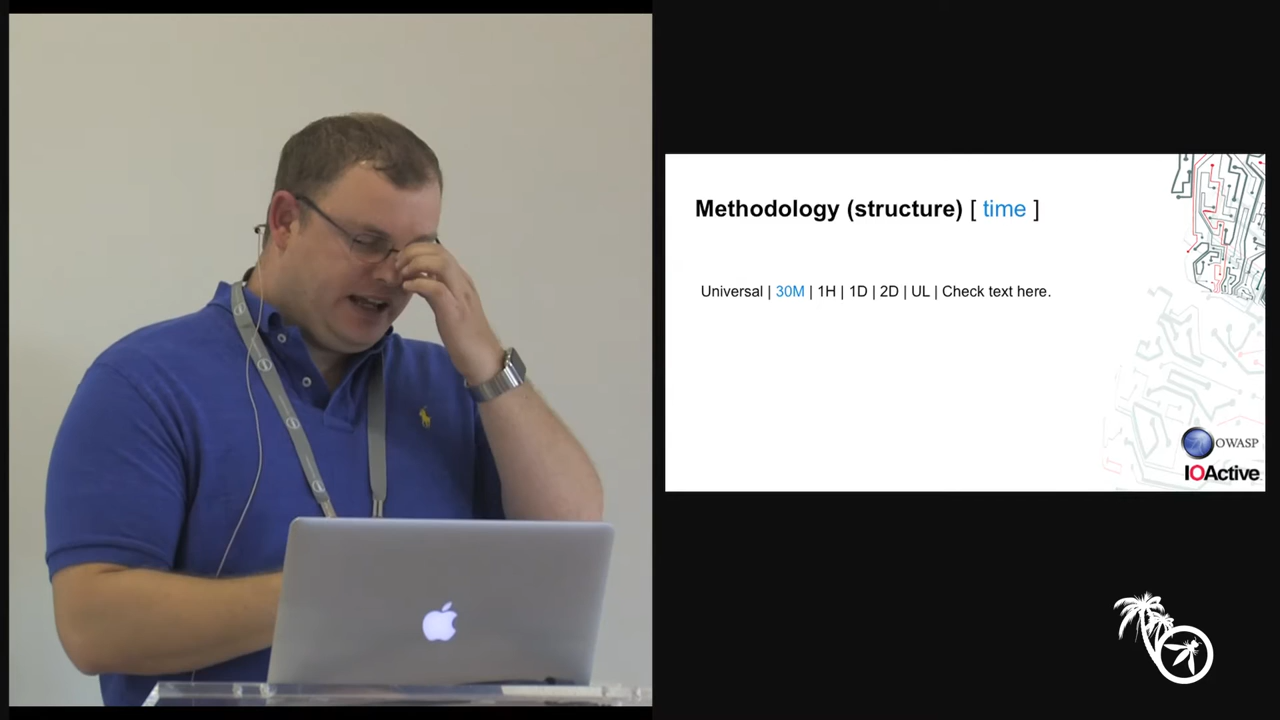 Methodology (structure) [ time ]
Universal | 30M | 1H | 1D | 2D | UL | Check text here.
OWASP
IOActive